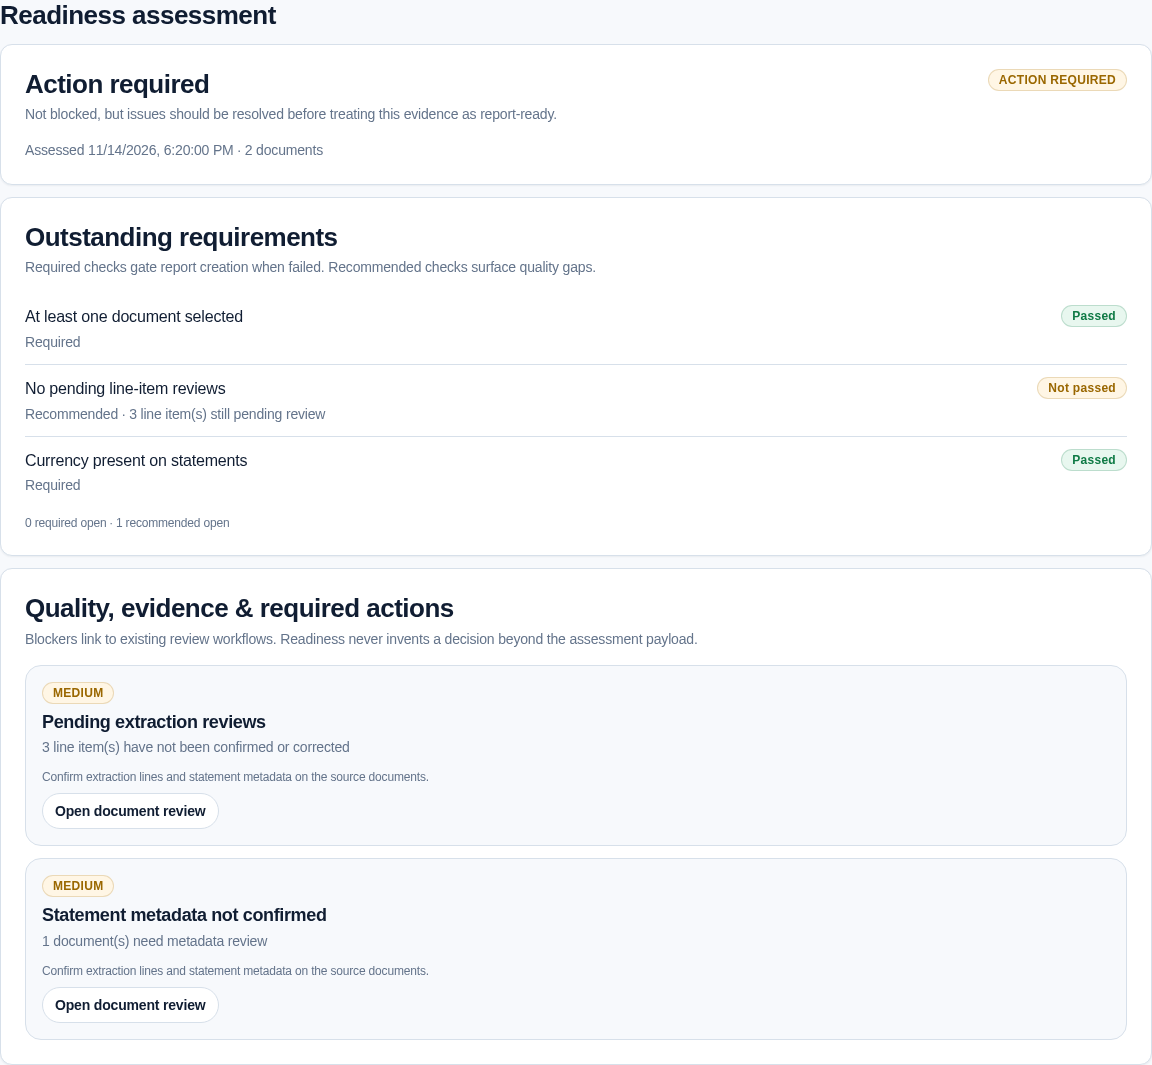 Readiness assessment
Action required
ACTION REQUIRED
Not blocked, but issues should be resolved before treating this evidence as report-ready.
Assessed 11/14/2026, 6:20:00 PM · 2 documents
Outstanding requirements
Required checks gate report creation when failed. Recommended checks surface quality gaps.
At least one document selected
Passed
Required
No pending line-item reviews
Not passed
Recommended · 3 line item(s) still pending review
Currency present on statements
Passed
Required
0 required open · 1 recommended open
Quality, evidence & required actions
Blockers link to existing review workflows. Readiness never invents a decision beyond the assessment payload.
MEDIUM
Pending extraction reviews
3 line item(s) have not been confirmed or corrected
Confirm extraction lines and statement metadata on the source documents.
Open document review
MEDIUM
Statement metadata not confirmed
1 document(s) need metadata review
Confirm extraction lines and statement metadata on the source documents.
Open document review